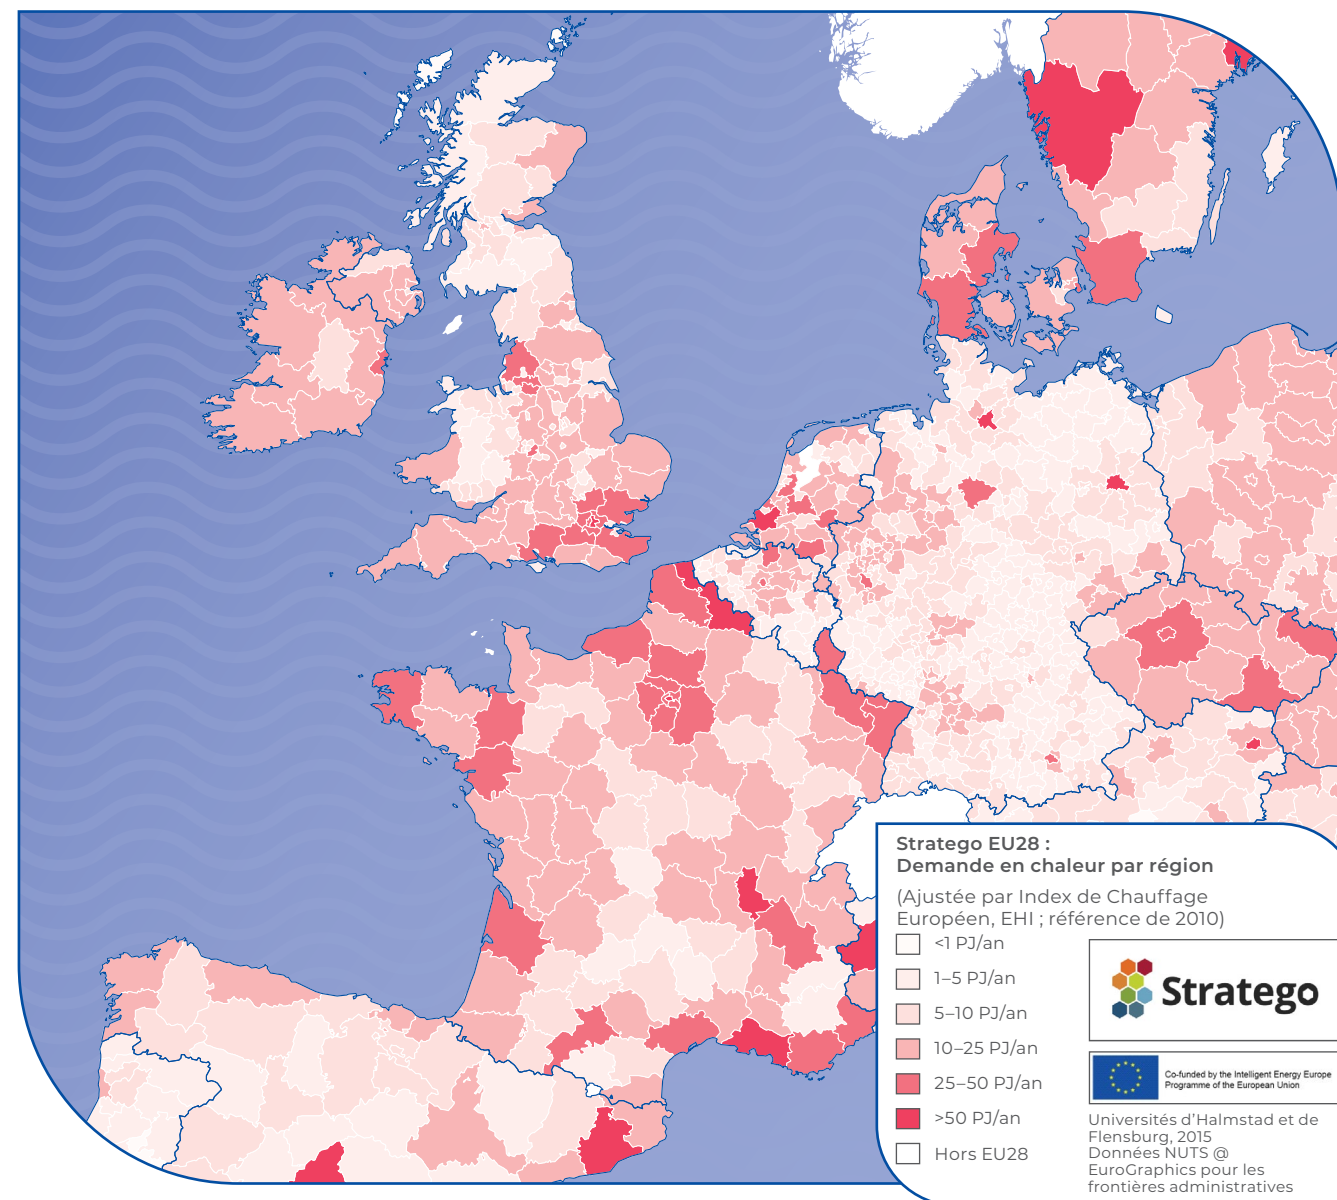 Stratego EU28 :
Demande en chaleur par région
(Ajustée par Index de Chauffage
Européen, EHI ; référence de 2010)
<1 PJ/an
1–5 PJ/an
5–10 PJ/an
10–25 PJ/an
25–50 PJ/an
>50 PJ/an
Hors EU28
Stratego
Co-funded by the Intelligent Energy Europe
Programme of the European Union
Universités d’Halmstad et de
Flensburg, 2015
Données NUTS @
EuroGraphics pour les
frontières administratives